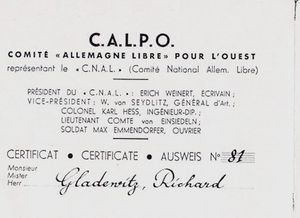 C.A.L.P.O.
COMITÉ «ALLEMAGNE LIBRE» POUR L'OUEST
représentant le «C.N.A.L.» (Comité National Allem. Libre)
PRÉSIDENT DU «C.N.A.L.»: ERICH WEINERT, ECRIVAIN;
VICE-PRÉSIDENT: W. von SEYDLITZ, GÉNÉRAL d'Art.;
COLONEL KARL HESS, INGÉNIEUR-DIP.;
LIEUTENANT COMTE von EINSIEDELN;
SOLDAT MAX EMMENDORFER, OUVRIER
CERTIFICAT • CERTIFICATE • AUSWEIS No 81
Monsieur
Mister
Herr
Gladewitz, Richard